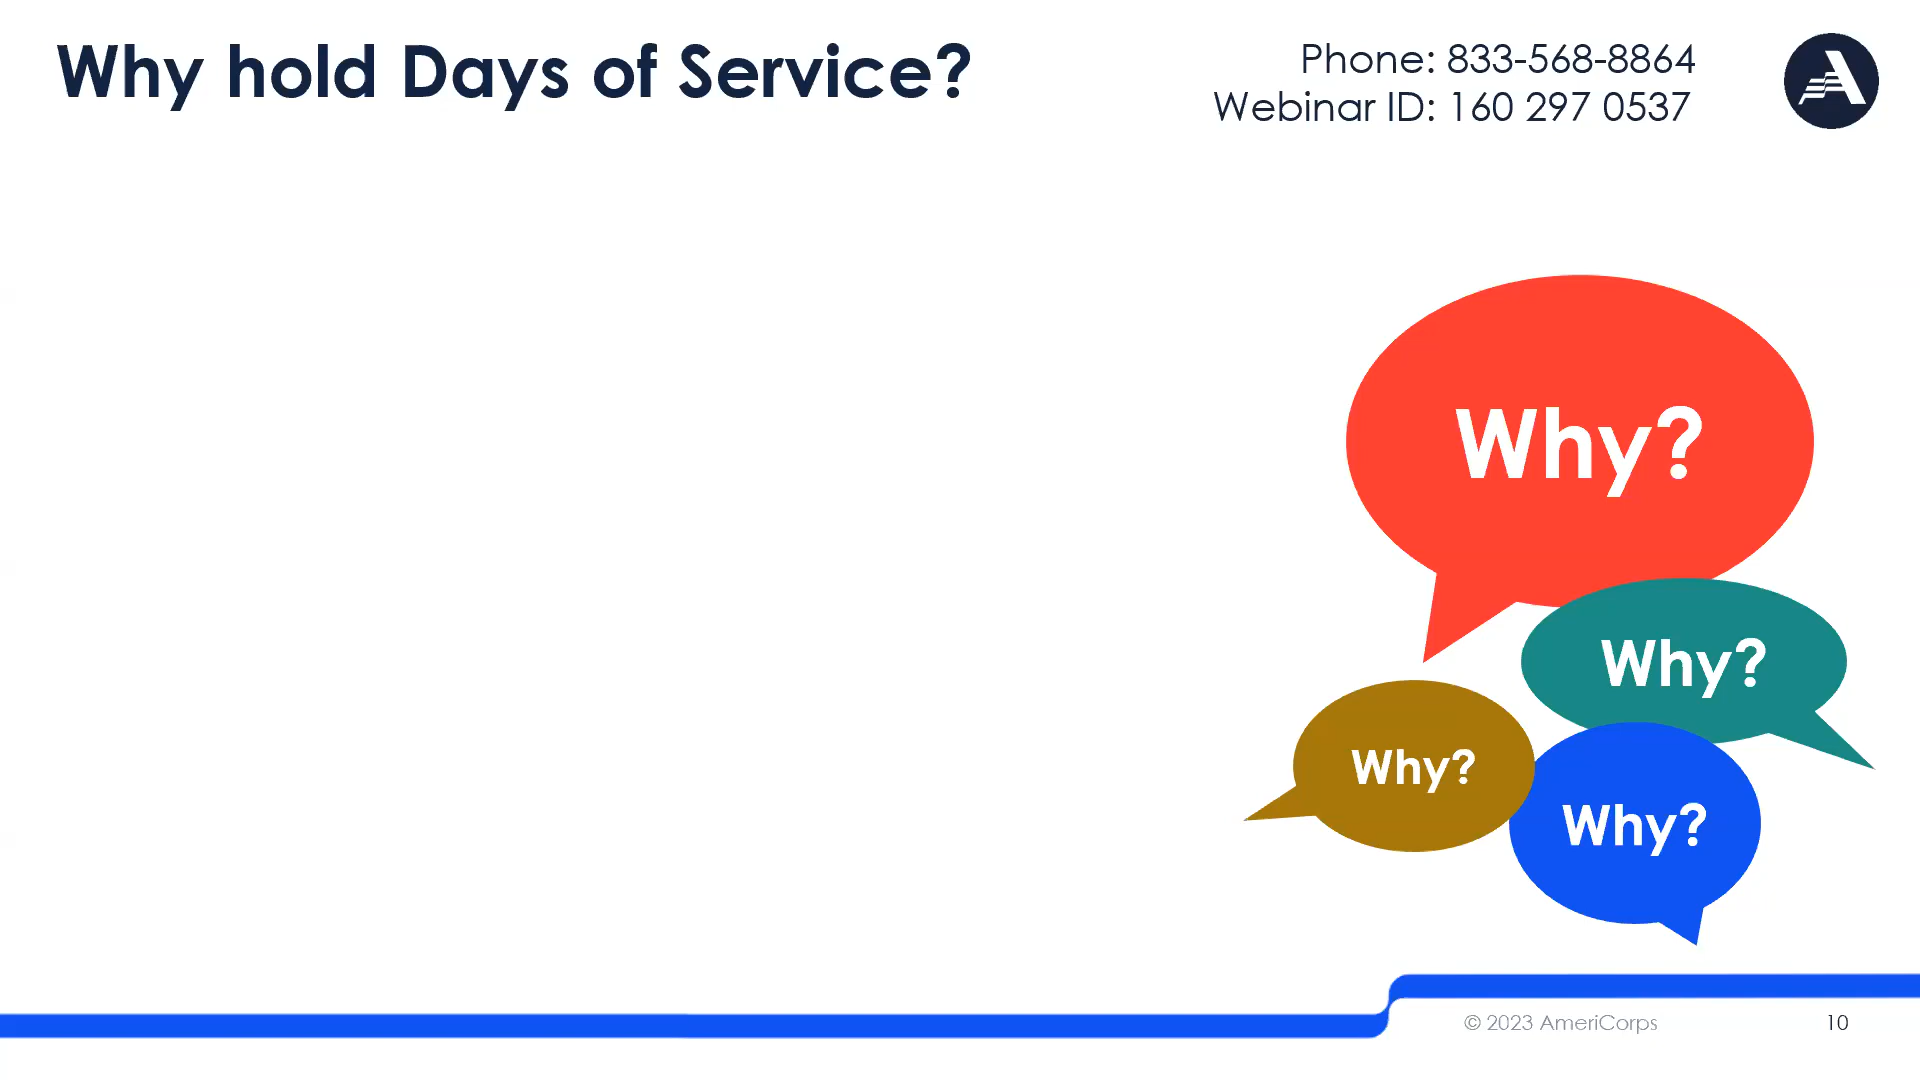 Why hold Days of Service?
Phone: 833-568-8864
Webinar ID: 160 297 0537
Why?
Why?
Why?
Why?
© 2023 AmeriCorps
10